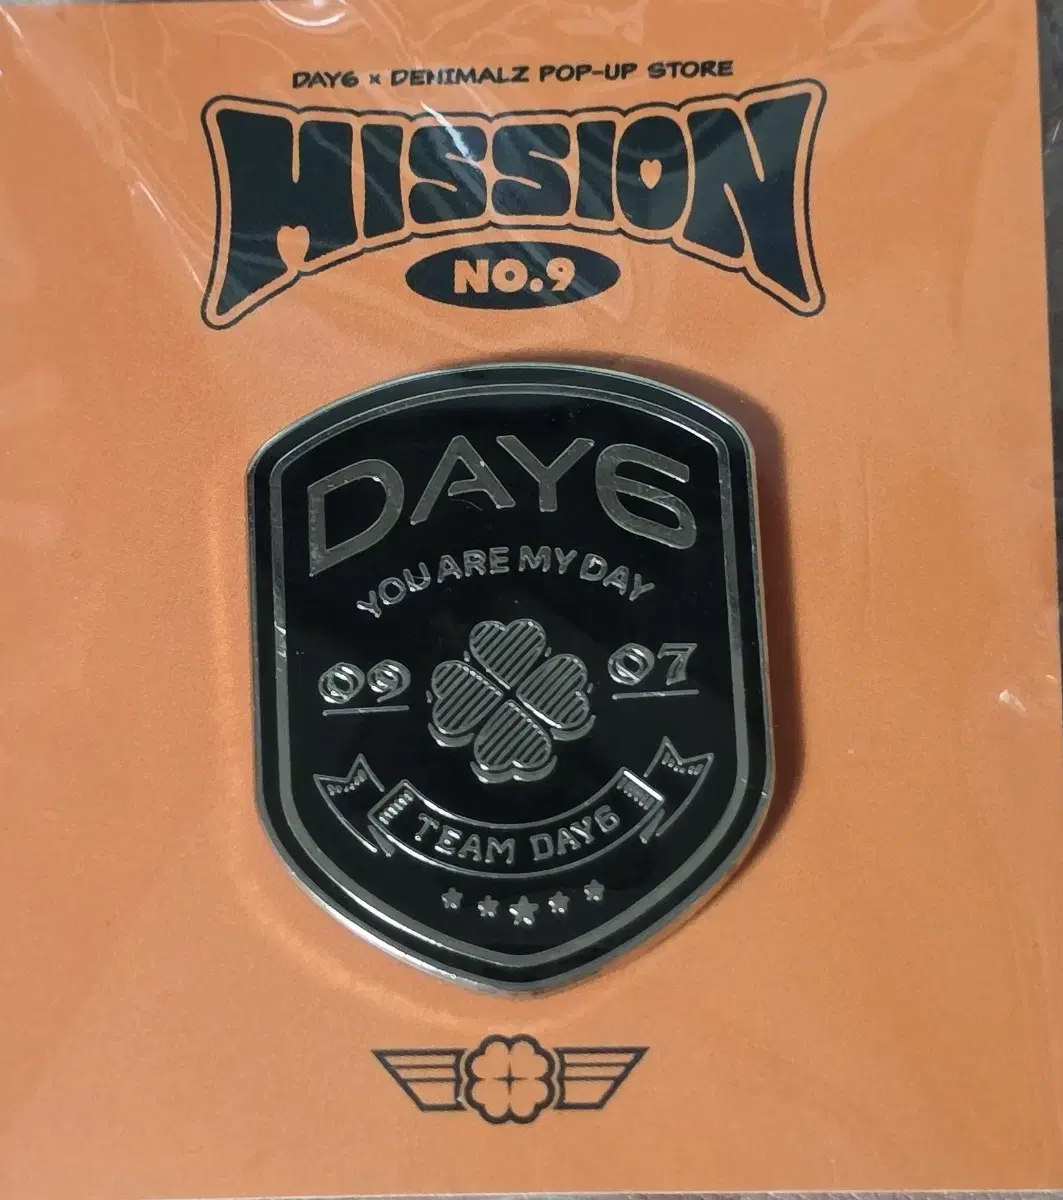 DAY6 x DENIMALZ POP-UP STORE
MISSION
NO.9
DAY6
YOU ARE MY DAY
09 07
TEAM DAY6